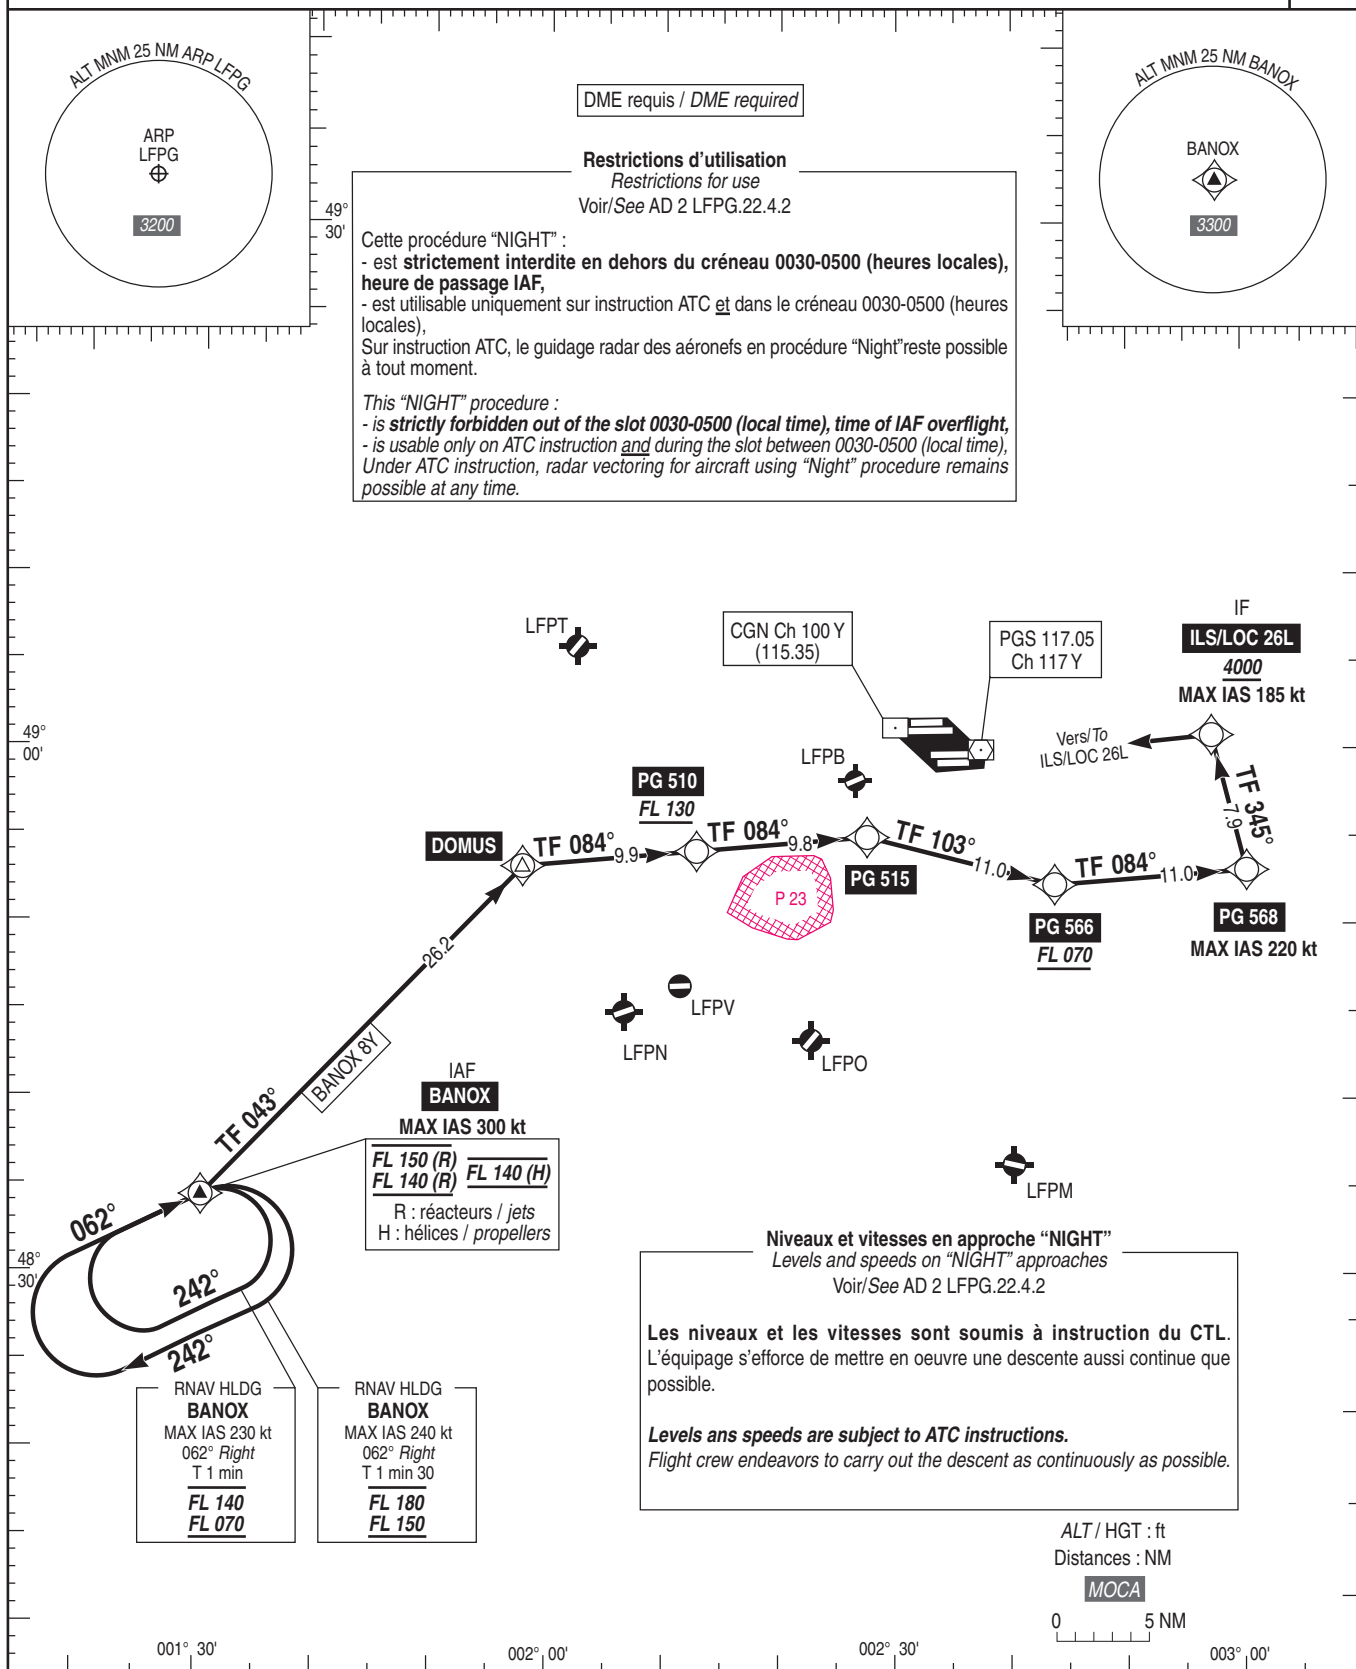 ALT MNM 25 NM ARP LFPG
ARP
LFPG
3200
ALT MNM 25 NM BANOX
BANOX
3300
DME requis / DME required
Restrictions d'utilisation
Restrictions for use
Voir/See AD 2 LFPG.22.4.2
Cette procédure “NIGHT” :
- est strictement interdite en dehors du créneau 0030-0500 (heures locales),
heure de passage IAF,
- est utilisable uniquement sur instruction ATC et dans le créneau 0030-0500 (heures
locales),
Sur instruction ATC, le guidage radar des aéronefs en procédure “Night”reste possible
à tout moment.
This “NIGHT” procedure :
- is strictly forbidden out of the slot 0030-0500 (local time), time of IAF overflight,
- is usable only on ATC instruction and during the slot between 0030-0500 (local time),
Under ATC instruction, radar vectoring for aircraft using “Night” procedure remains
possible at any time.
49°
30'
LFPT
CGN Ch 100 Y
(115.35)
PGS 117.05
Ch 117 Y
IF
ILS/LOC 26L
4000
MAX IAS 185 kt
49°
00'
Vers/To
ILS/LOC 26L
LFPB
PG 510
FL 130
DOMUS
TF 084°
9.9
TF 084°
9.8
TF 103°
11.0
TF 084°
11.0
TF 345°
7.9
PG 515
P 23
PG 566
FL 070
PG 568
MAX IAS 220 kt
26.2
LFPV
LFPN
LFPO
BANOX 8Y
TF 043°
IAF
BANOX
MAX IAS 300 kt
FL 150 (R)
FL 140 (R)
FL 140 (H)
R : réacteurs / jets
H : hélices / propellers
LFPM
062°
242°
242°
48°
30'
RNAV HLDG
BANOX
MAX IAS 230 kt
062° Right
T 1 min
FL 140
FL 070
RNAV HLDG
BANOX
MAX IAS 240 kt
062° Right
T 1 min 30
FL 180
FL 150
Niveaux et vitesses en approche “NIGHT”
Levels and speeds on “NIGHT” approaches
Voir/See AD 2 LFPG.22.4.2
Les niveaux et les vitesses sont soumis à instruction du CTL.
L'équipage s'efforce de mettre en oeuvre une descente aussi continue que
possible.
Levels ans speeds are subject to ATC instructions.
Flight crew endeavors to carry out the descent as continuously as possible.
ALT / HGT : ft
Distances : NM
MOCA
0 5 NM
001° 30'
002° 00'
002° 30'
003° 00'